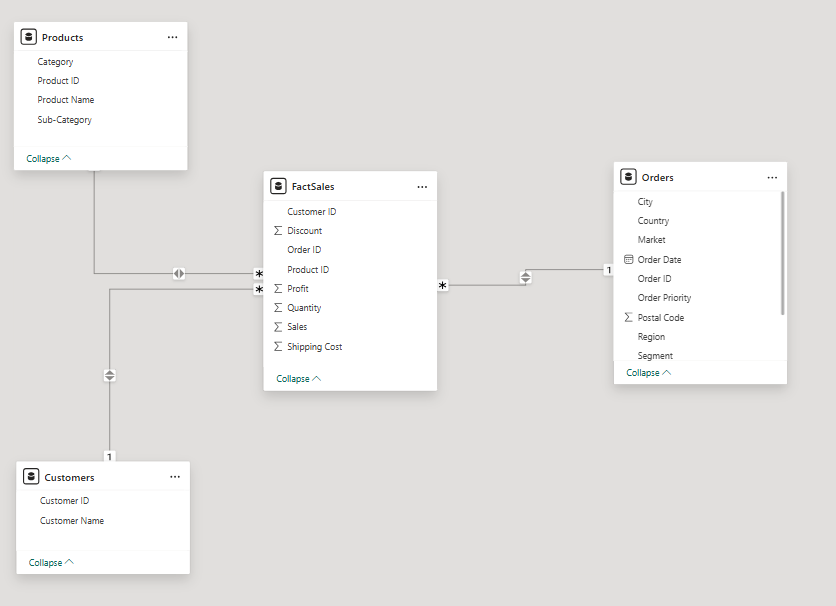 Products
Category
Product ID
Product Name
Sub-Category
Collapse
*
*
1
Customers
Customer ID
Customer Name
Collapse
FactSales
Customer ID
Discount
Order ID
Product ID
Profit
Quantity
Sales
Shipping Cost
Collapse
*
1
Orders
City
Country
Market
Order Date
Order ID
Order Priority
Postal Code
Region
Segment
Collapse